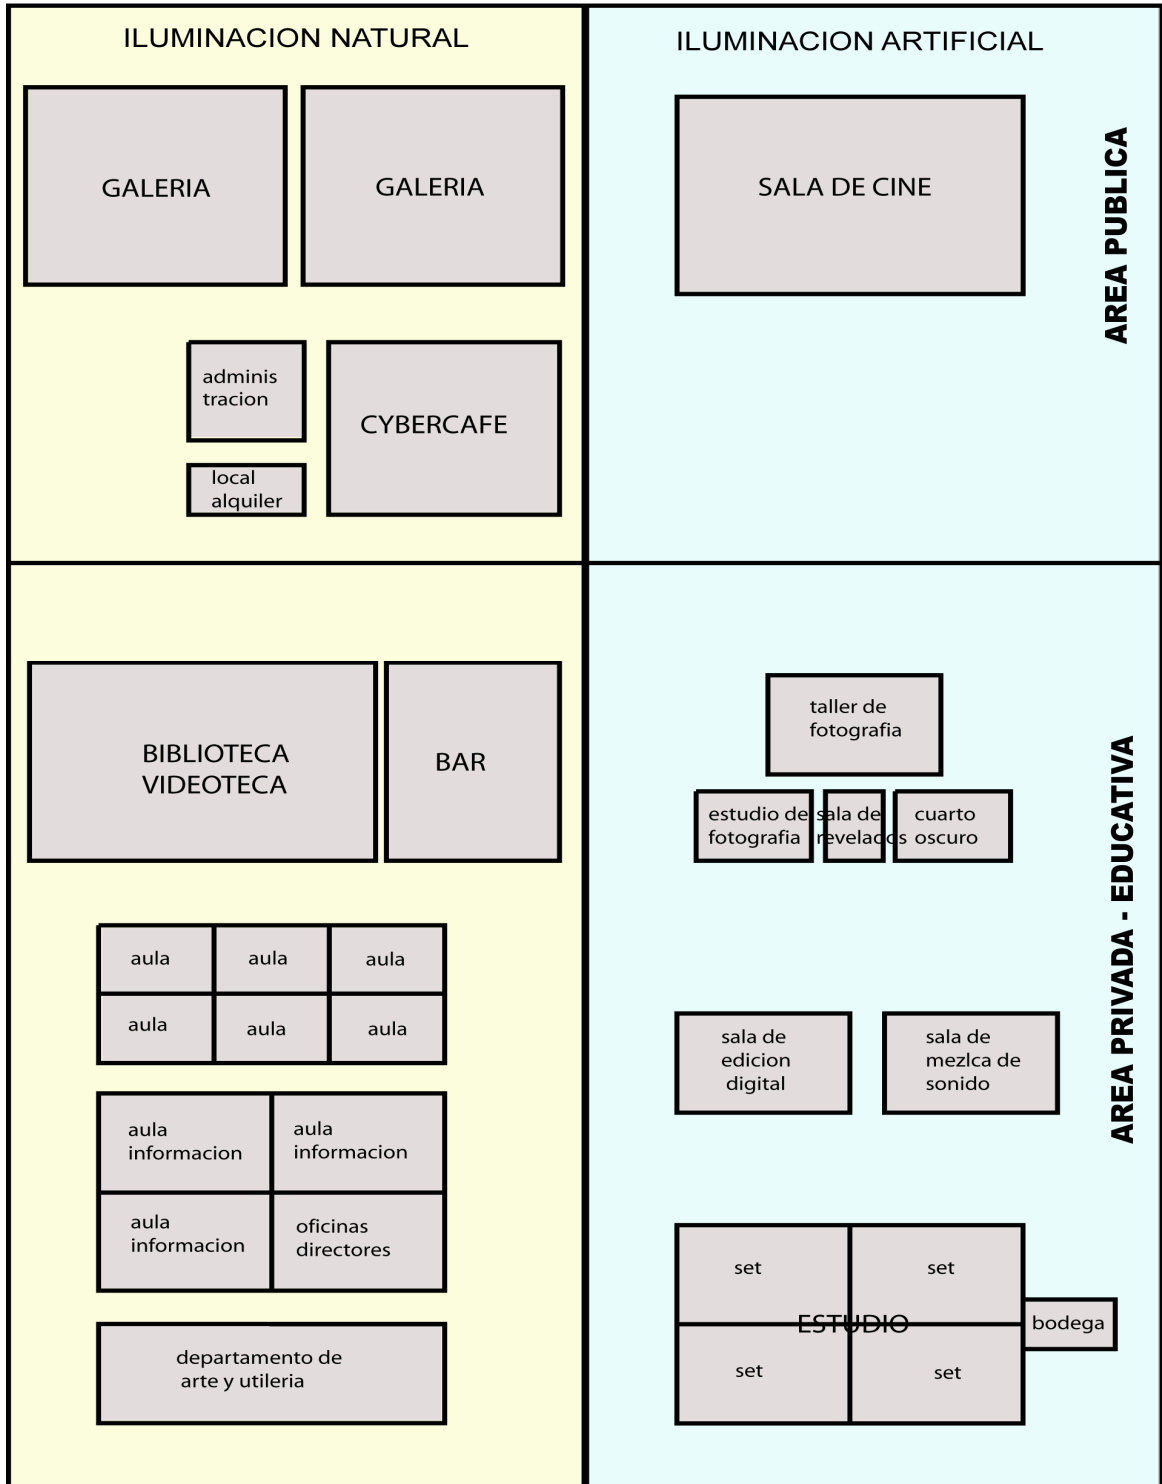 ILUMINACION NATURAL
ILUMINACION ARTIFICIAL
GALERIA
GALERIA
SALA DE CINE
AREA PUBLICA
adminis
tracion
CYBERCAFE
local
alquiler
BIBLIOTECA
VIDEOTECA
BAR
taller de
fotografia
estudio de
fotografia
sala de
revelados
cuarto
oscuro
AREA PRIVADA - EDUCATIVA
aula
aula
aula
aula
aula
aula
sala de
edicion
digital
sala de
mezlca de
sonido
aula
informacion
aula
informacion
aula
informacion
oficinas
directores
set
set
ESTUDIO
bodega
set
set
departamento de
arte y utileria